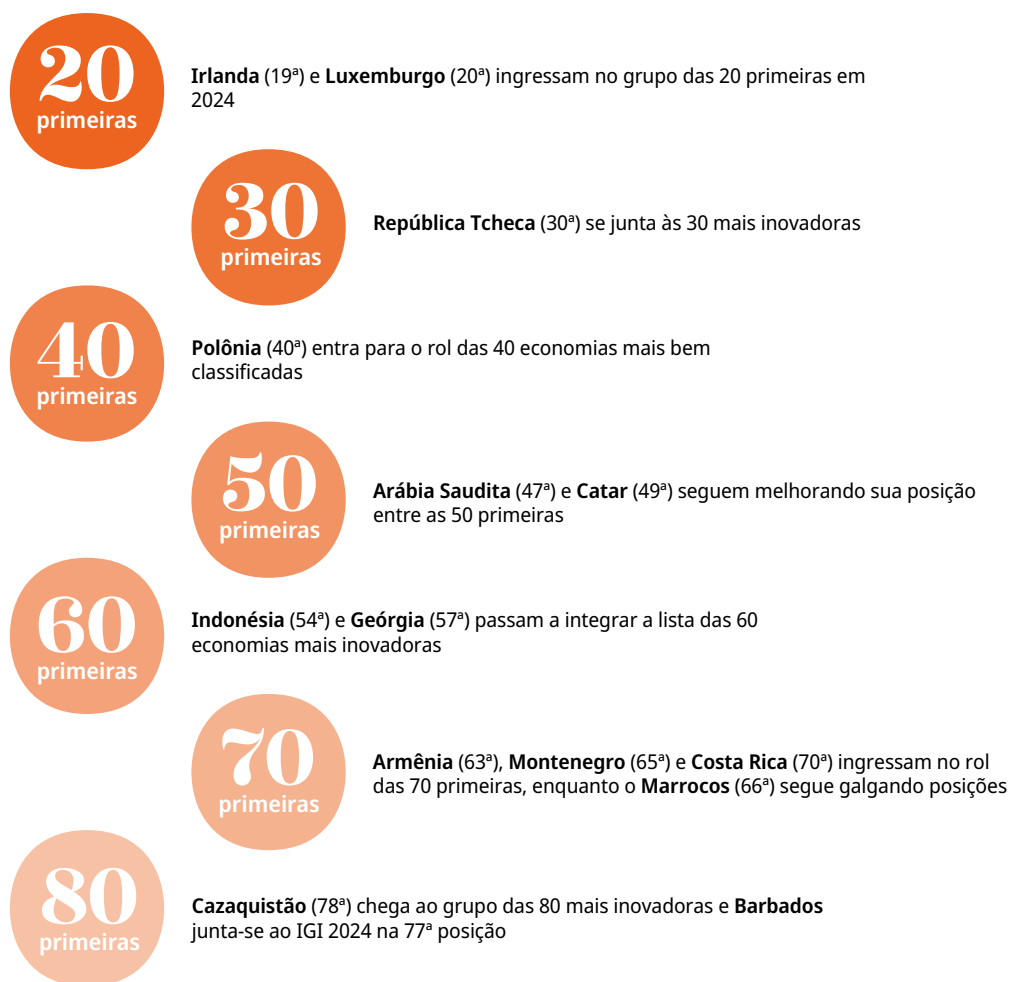 20
primeiras
Irlanda (19ª) e Luxemburgo (20ª) ingressam no grupo das 20 primeiras em
2024
30
primeiras
República Tcheca (30ª) se junta às 30 mais inovadoras
40
primeiras
Polônia (40ª) entra para o rol das 40 economias mais bem
classificadas
50
primeiras
Arábia Saudita (47ª) e Catar (49ª) seguem melhorando sua posição
entre as 50 primeiras
60
primeiras
Indonésia (54ª) e Geórgia (57ª) passam a integrar a lista das 60
economias mais inovadoras
70
primeiras
Armênia (63ª), Montenegro (65ª) e Costa Rica (70ª) ingressam no rol
das 70 primeiras, enquanto o Marrocos (66ª) segue galgando posições
80
primeiras
Cazaquistão (78ª) chega ao grupo das 80 mais inovadoras e Barbados
junta-se ao IGI 2024 na 77ª posição